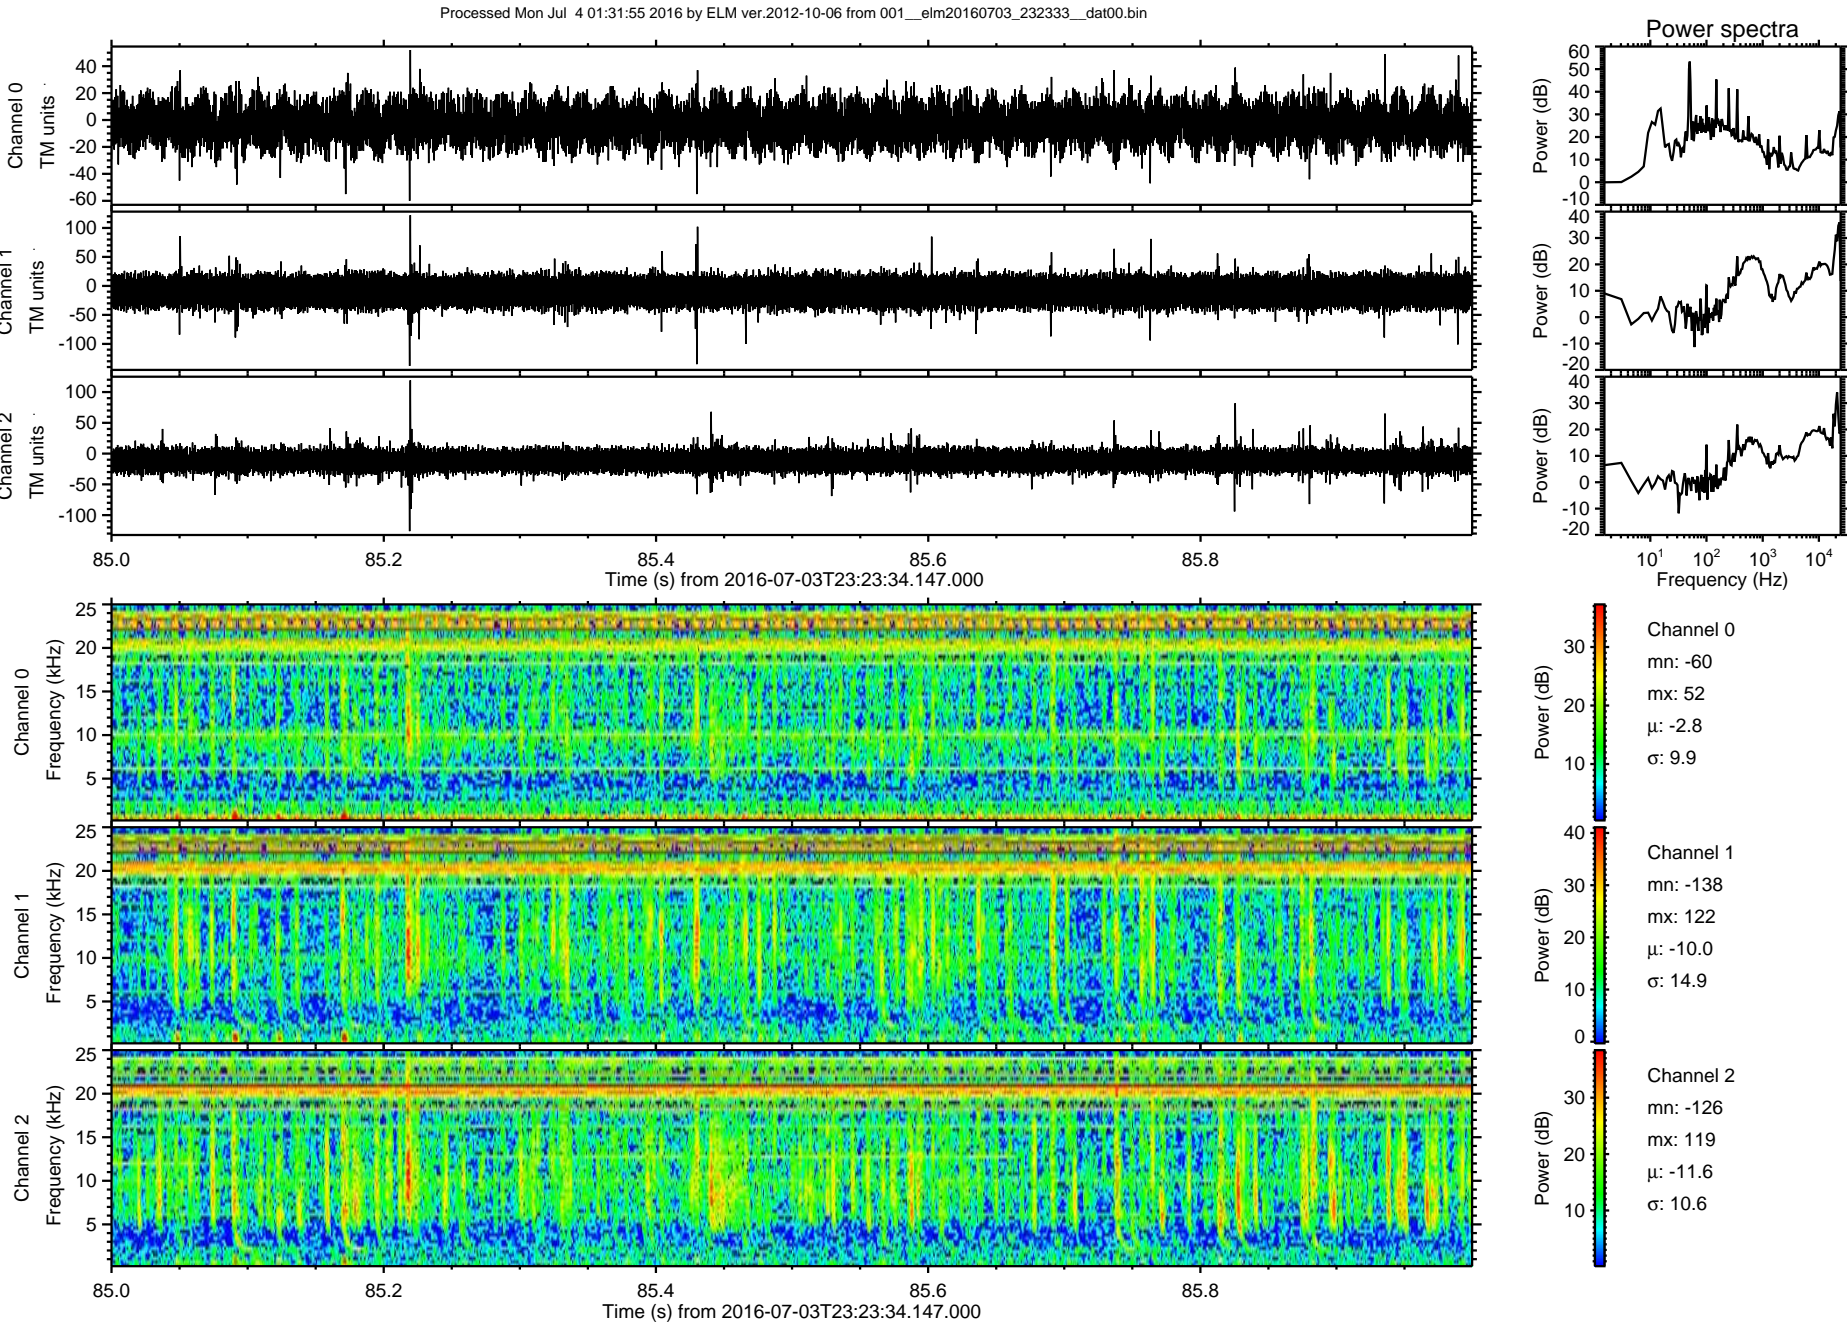 Processed Mon Jul  4 01:31:55 2016 by ELM ver.2012-10-06 from 001__elm20160703_232333__dat00.bin
Power spectra
Channel 0
TM units
40
20
0
-20
-40
-60
Power (dB)
60
50
40
30
20
10
0
-10
Channel 1
TM units
100
50
0
-50
-100
Power (dB)
40
30
20
10
0
-10
-20
Channel 2
TM units
100
50
0
-50
-100
Power (dB)
40
30
20
10
0
-10
-20
85.0 85.2 85.4 85.6 85.8
Time (s) from 2016-07-03T23:23:34.147.000
10¹ 10² 10³ 10⁴
Frequency (Hz)
Channel 0
Frequency (kHz)
25
20
15
10
5
Power (dB)
30
20
10
Channel 0
mn: -60
mx: 52
μ: -2.8
σ: 9.9
Channel 1
Frequency (kHz)
25
20
15
10
5
Power (dB)
40
30
20
10
0
Channel 1
mn: -138
mx: 122
μ: -10.0
σ: 14.9
Channel 2
Frequency (kHz)
25
20
15
10
5
Power (dB)
30
20
10
Channel 2
mn: -126
mx: 119
μ: -11.6
σ: 10.6
85.0 85.2 85.4 85.6 85.8
Time (s) from 2016-07-03T23:23:34.147.000